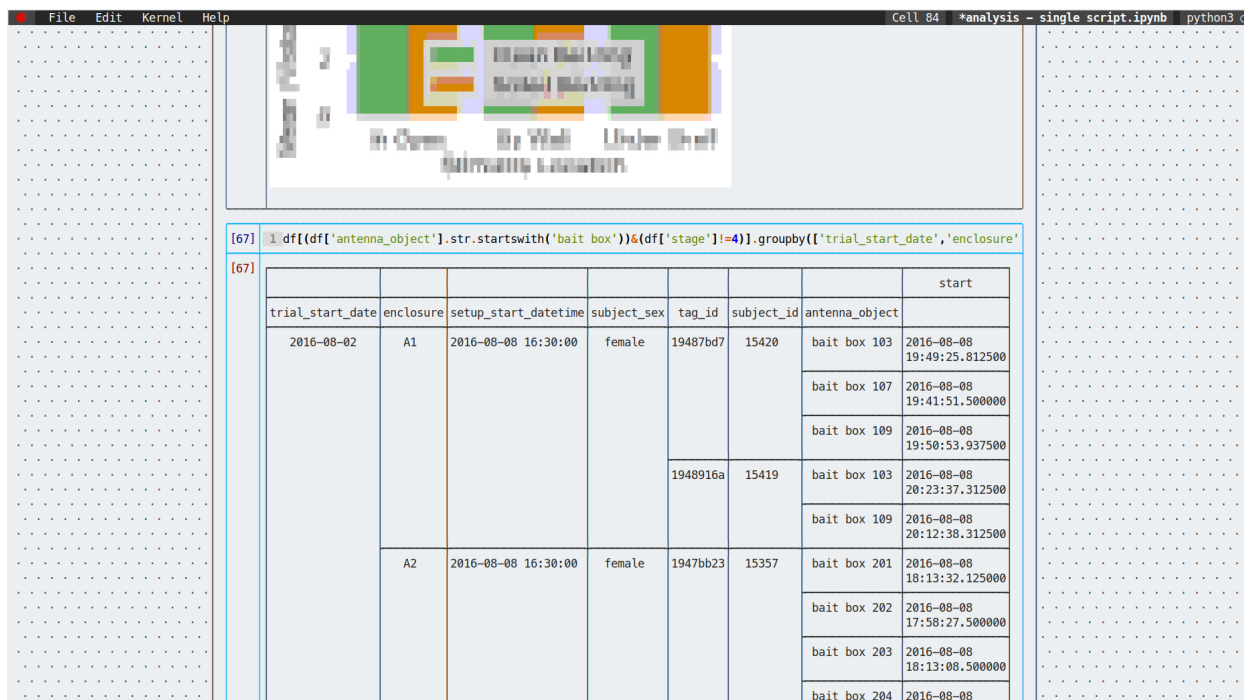 File Edit Kernel Help Cell 84 *analysis – single script.ipynb python3
[67] 1 df[(df['antenna_object'].str.startswith('bait box'))&(df['stage']!=4)].groupby(['trial_start_date','enclosure'
[67]
start
trial_start_date enclosure setup_start_datetime subject_sex tag_id subject_id antenna_object
2016–08–02 A1 2016–08–08 16:30:00 female 19487bd7 15420 bait box 103 2016–08–08
19:49:25.812500
bait box 107 2016–08–08
19:41:51.500000
bait box 109 2016–08–08
19:50:53.937500
1948916a 15419 bait box 103 2016–08–08
20:23:37.312500
bait box 109 2016–08–08
20:12:38.312500
A2 2016–08–08 16:30:00 female 1947bb23 15357 bait box 201 2016–08–08
18:13:32.125000
bait box 202 2016–08–08
17:58:27.500000
bait box 203 2016–08–08
18:13:08.500000
bait box 204 2016–08–08